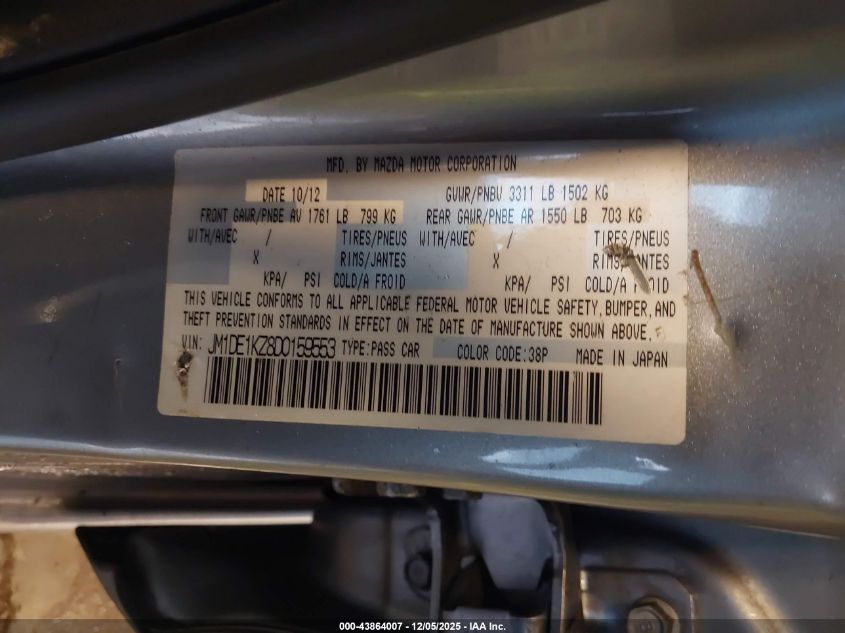 MFD. BY MAZDA MOTOR CORPORATION
DATE 10/12 GVWR/PNBV 3311 LB 1502 KG
FRONT GAWR/PNBE AV 1761 LB 799 KG REAR GAWR/PNBE AR 1550 LB 703 KG
WITH/AVEC / TIRES/PNEUS WITH/AVEC / TIRES/PNEUS
X RIMS/JANTES X RIMS/JANTES
KPA/ PSI COLD/A FROID KPA/ PSI COLD/A FROID
THIS VEHICLE CONFORMS TO ALL APPLICABLE FEDERAL MOTOR VEHICLE SAFETY, BUMPER, AND
THEFT PREVENTION STANDARDS IN EFFECT ON THE DATE OF MANUFACTURE SHOWN ABOVE.
VIN: JM1DE1KZ8D0159553 TYPE:PASS CAR COLOR CODE:38P MADE IN JAPAN
000-43864007 - 12/05/2025 - IAA Inc.